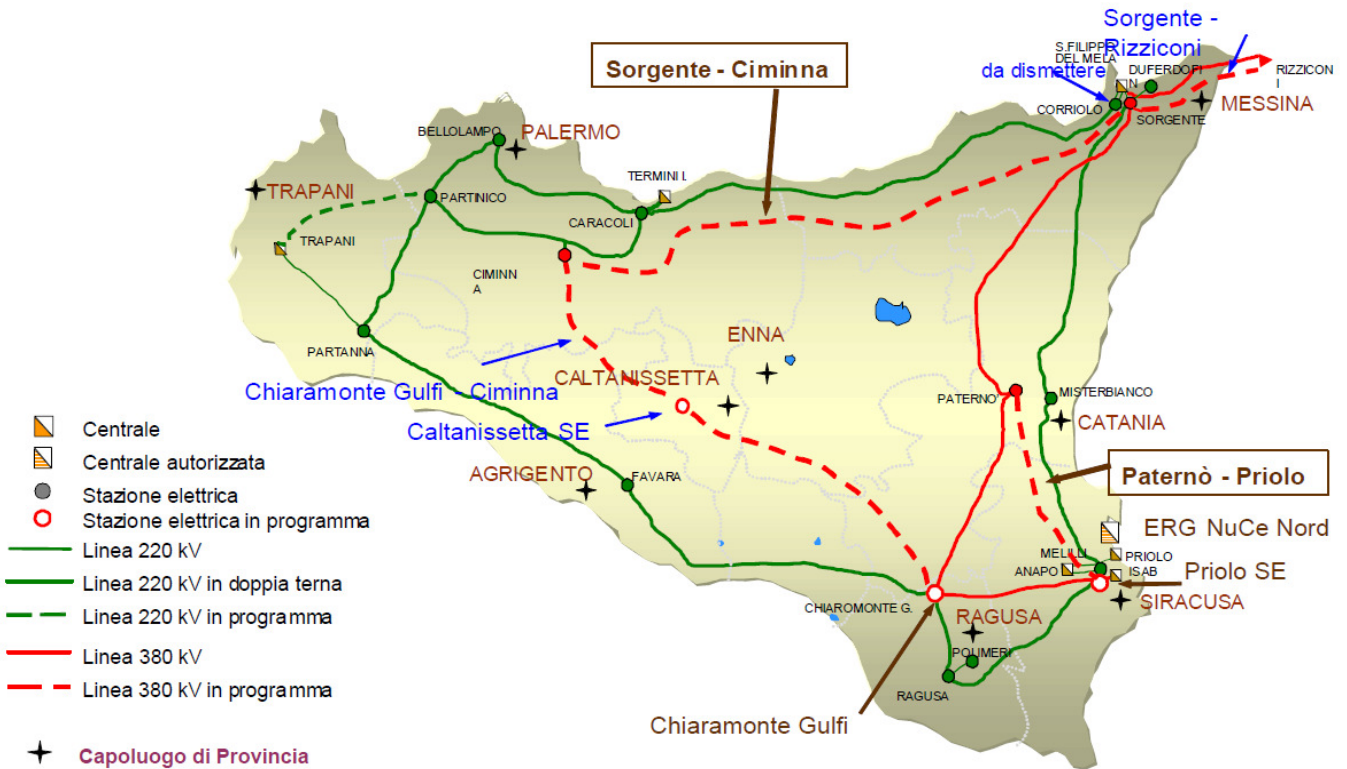 Sorgente -
Rizziconi
S.FILIPPO
DEL MELA
da dismettere
DUFERDOFI
N
RIZZICON
I
Sorgente - Ciminna
CORRIOLO
SORGENTE
MESSINA
BELLOLAMPO
PALERMO
TERMINI I.
TRAPANI
PARTINICO
CARACOLI
TRAPANI
CIMINN
A
PARTANNA
ENNA
Chiaramonte Gulfi - Ciminna
CALTANISSETTA
PATERNO'
MISTERBIANCO
CATANIA
Caltanissetta SE
AGRIGENTO
FAVARA
Paternò - Priolo
ERG NuCe Nord
MELILLI
PRIOLO
ANAPO
ISAB
Priolo SE
SIRACUSA
CHIAROMONTE G.
RAGUSA
POLIMERI
RAGUSA
Chiaramonte Gulfi
Centrale
Centrale autorizzata
Stazione elettrica
Stazione elettrica in programma
Linea 220 kV
Linea 220 kV in doppia terna
Linea 220 kV in programma
Linea 380 kV
Linea 380 kV in programma
Capoluogo di Provincia